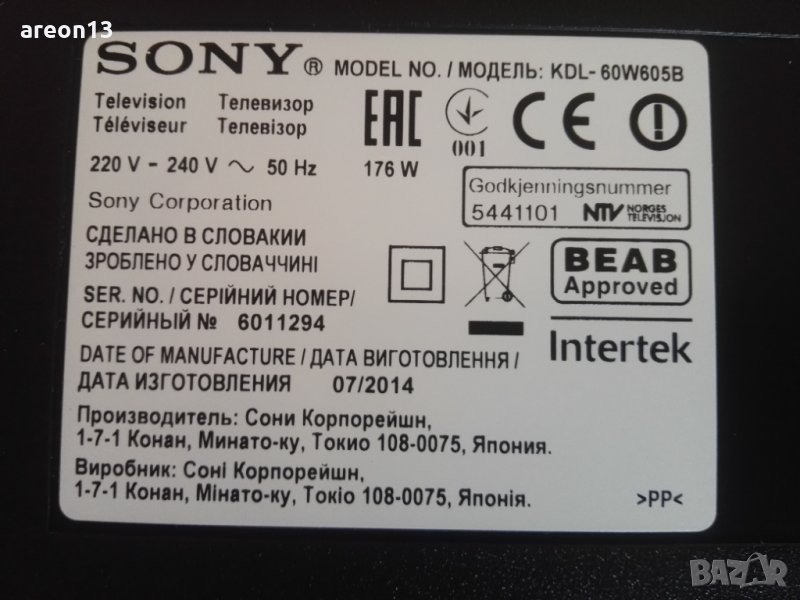 areon13
SONY® MODEL NO. / МОДЕЛЬ: KDL- 60W605B
Television Телевизор
Téléviseur Телевізор
EAC
001
CE
220 V - 240 V ~ 50 Hz 176 W
Godkjenningsnummer
5441101 NTV NORGES TELEVISJON
Sony Corporation
СДЕЛАНО В СЛОВАКИИ
ЗРОБЛЕНО У СЛОВАЧЧИНІ
BEAB
Approved
SER. NO. / СЕРІЙНИЙ НОМЕР/
СЕРИЙНЫЙ № 6011294
Intertek
DATE OF MANUFACTURE / ДАТА ВИГОТОВЛЕННЯ /
ДАТА ИЗГОТОВЛЕНИЯ 07/2014
Производитель: Сони Корпорейшн,
1-7-1 Конан, Минато-ку, Токио 108-0075, Япония.
Виробник: Соні Корпорейшн,
1-7-1 Конан, Мінато-ку, Токіо 108-0075, Японія.
>PP<
BAZAR